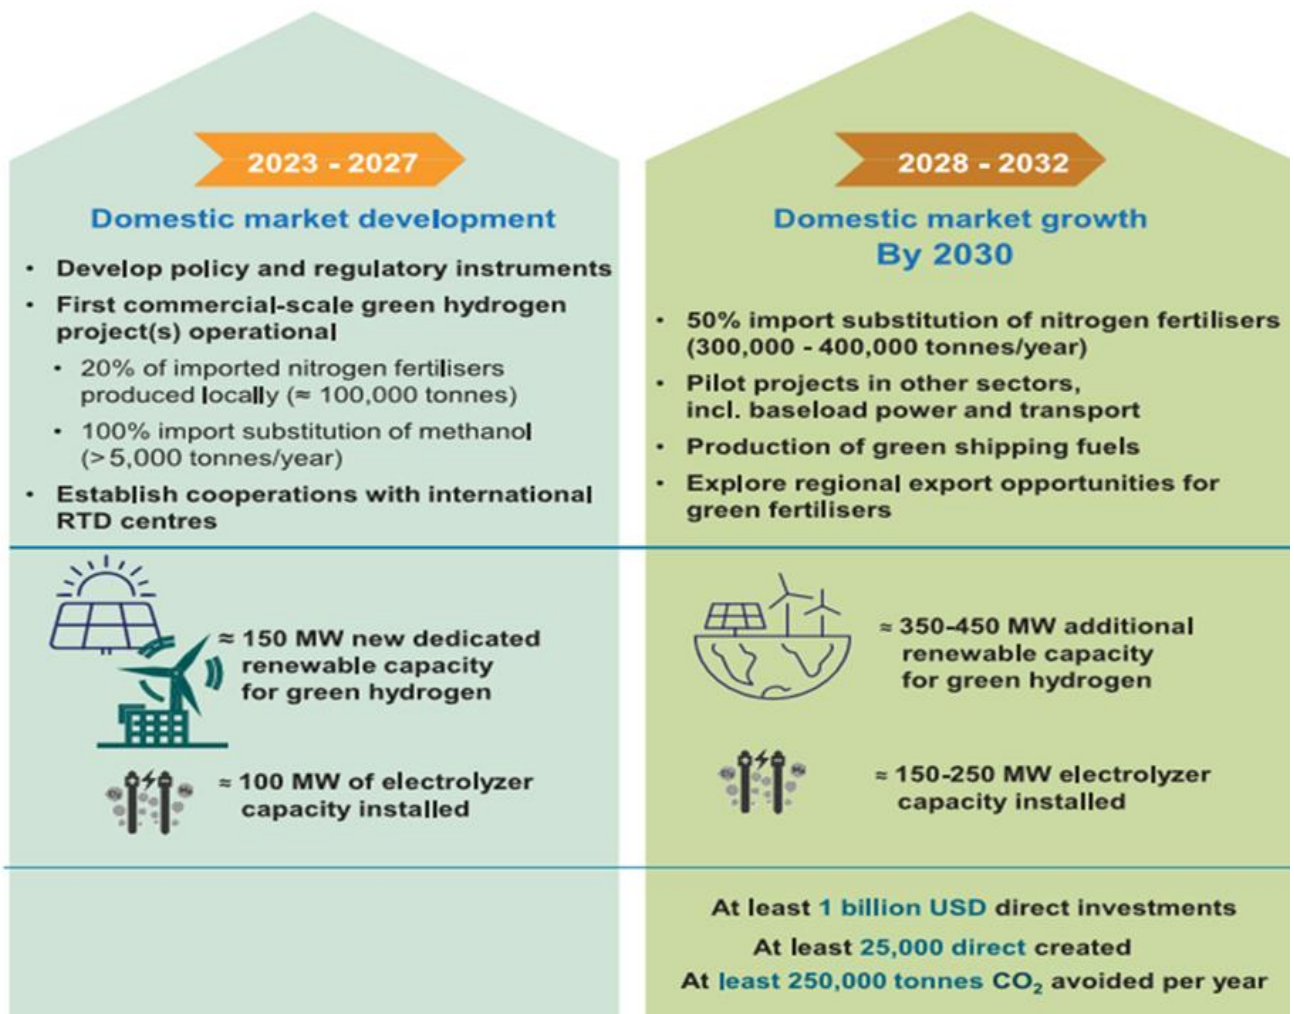 2023 - 2027
Domestic market development
• Develop policy and regulatory instruments
• First commercial-scale green hydrogen
project(s) operational
• 20% of imported nitrogen fertilisers
produced locally (≈ 100,000 tonnes)
• 100% import substitution of methanol
(> 5,000 tonnes/year)
• Establish cooperations with international
RTD centres
≈ 150 MW new dedicated
renewable capacity
for green hydrogen
≈ 100 MW of electrolyzer
capacity installed
2028 - 2032
Domestic market growth
By 2030
• 50% import substitution of nitrogen fertilisers
(300,000 - 400,000 tonnes/year)
• Pilot projects in other sectors,
incl. baseload power and transport
• Production of green shipping fuels
• Explore regional export opportunities for
green fertilisers
≈ 350-450 MW additional
renewable capacity
for green hydrogen
≈ 150-250 MW electrolyzer
capacity installed
At least 1 billion USD direct investments
At least 25,000 direct created
At least 250,000 tonnes CO₂ avoided per year